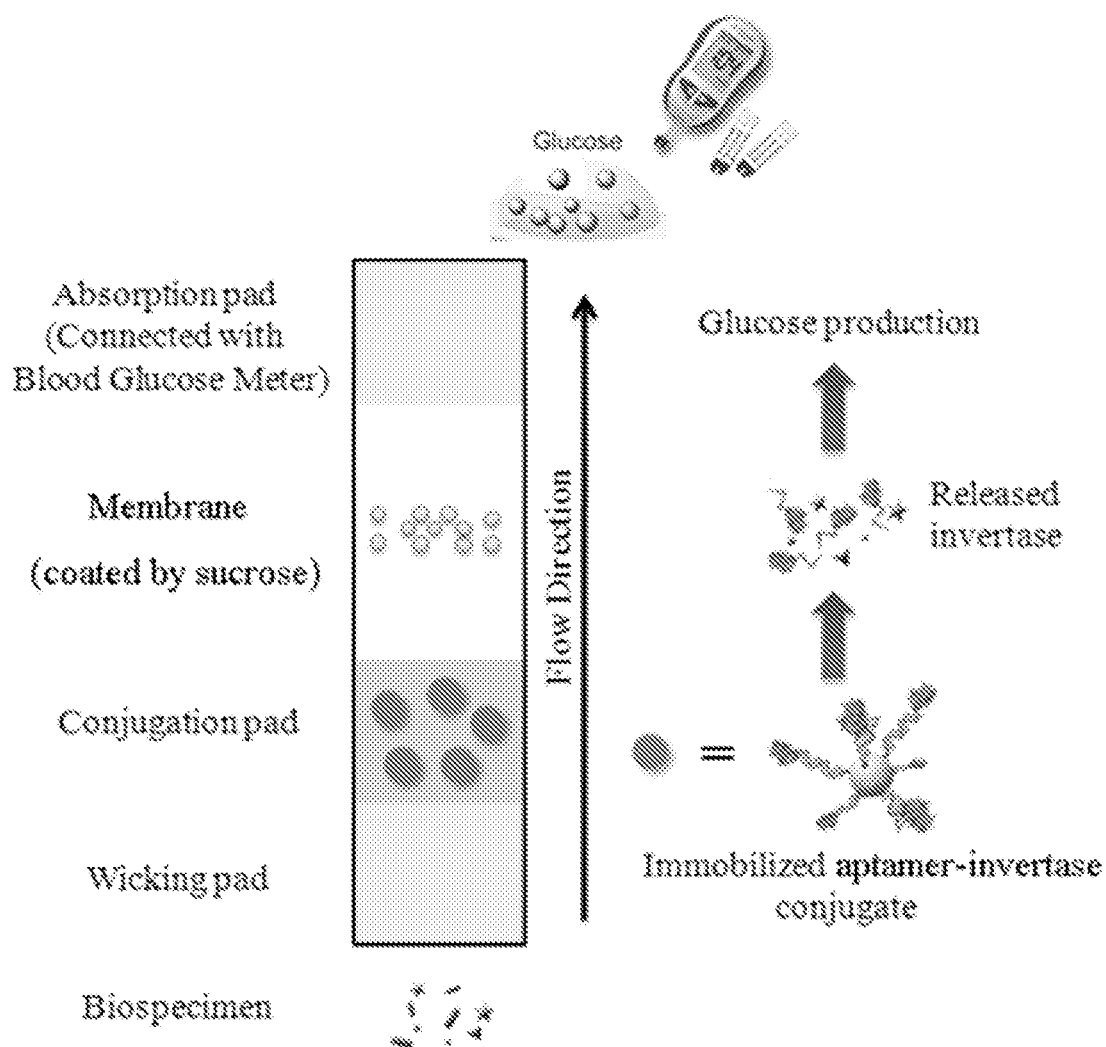 Glucose
Absorption pad
(Connected with
Blood Glucose Meter)
Glucose production
Membrane
(coated by sucrose)
Released
invertase
Flow Direction
Conjugation pad
=
Wicking pad
Immobilized aptamer-invertase
conjugate
Biospecimen